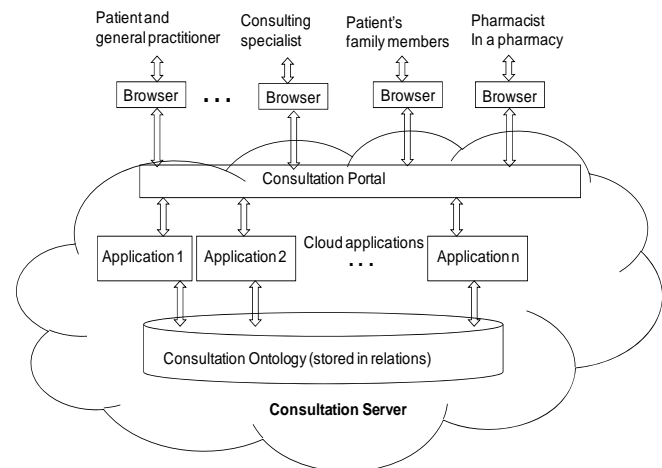 Patient and
general practitioner
Consulting
specialist
Patient's
family members
Pharmacist
In a pharmacy
Browser
. . .
Browser
Browser
Browser
Consultation Portal
Application 1
Application 2
Cloud applications
. . .
Application n
Consultation Ontology (stored in relations)
Consultation Server